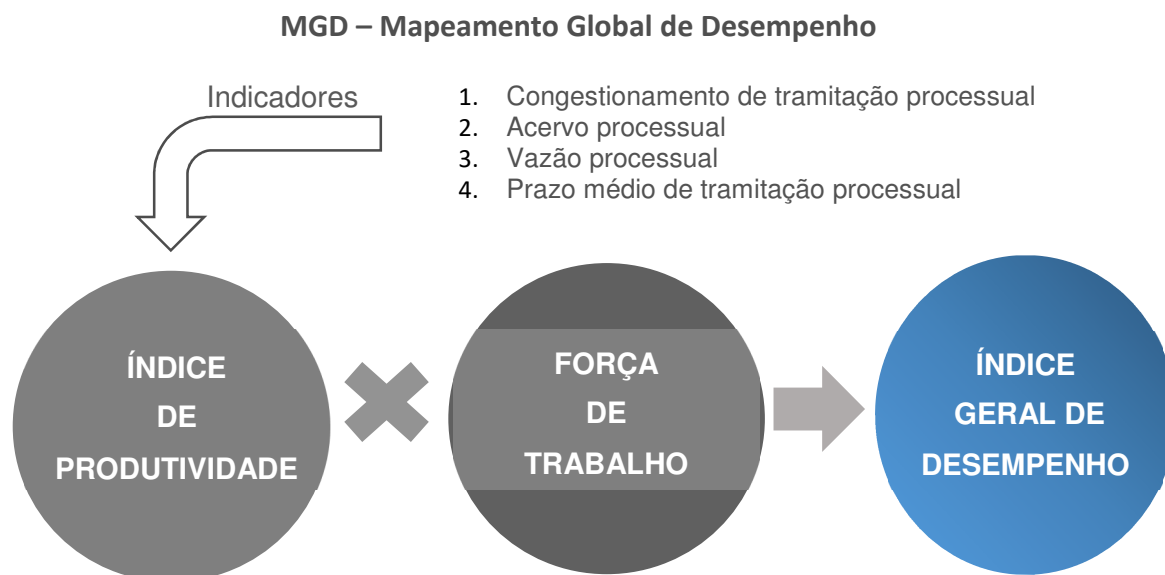 MGD – Mapeamento Global de Desempenho
Indicadores
1. Congestionamento de tramitação processual
2. Acervo processual
3. Vazão processual
4. Prazo médio de tramitação processual
ÍNDICE
DE
PRODUTIVIDADE
FORÇA
DE
TRABALHO
ÍNDICE
GERAL DE
DESEMPENHO